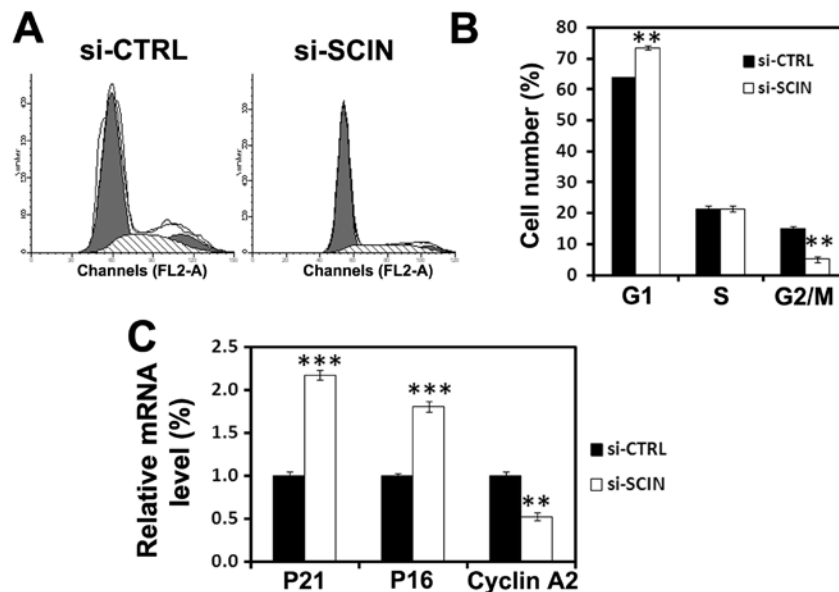 A
si-CTRL
si-SCIN
Channels (FL2-A)
Channels (FL2-A)
B
Cell number (%)
80
70
60
50
40
30
20
10
0
**
**
si-CTRL
si-SCIN
G1
S
G2/M
C
Relative mRNA
level (%)
2.5
2.0
1.5
1.0
0.5
0.0
***
***
**
si-CTRL
si-SCIN
P21
P16
Cyclin A2